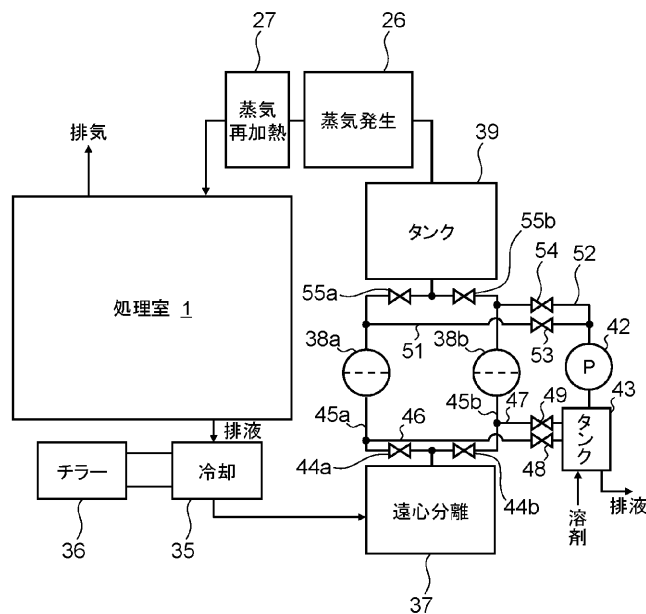 27
26
蒸気
再加熱
蒸気発生
排気
39
タンク
55b
54
52
55a
42
処理室 1
38a
51
38b
53
P
43
45a
46
45b
47
49
タンク
48
排液
チラー
冷却
44a
44b
遠心分離
溶剤
排液
36
35
37